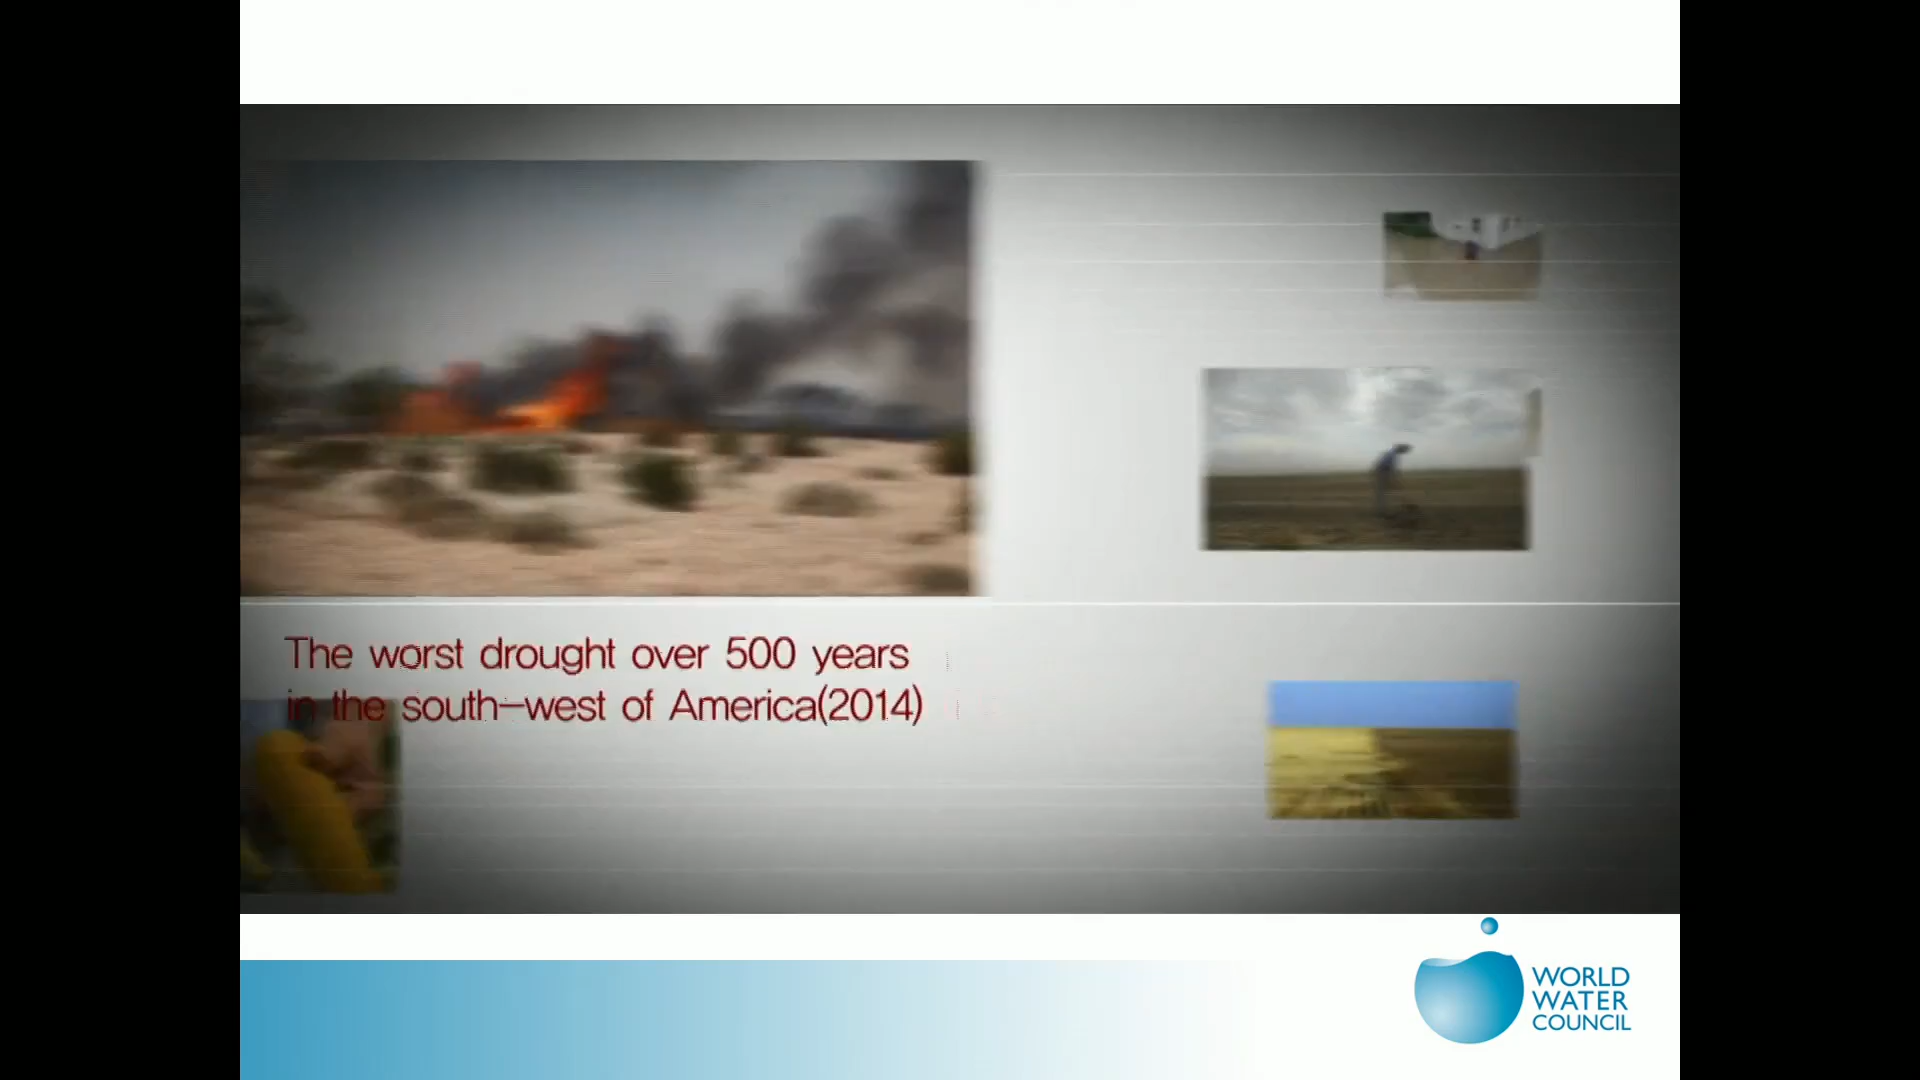 The worst drought over 500 years
in the south-west of America(2014)
WORLD
WATER
COUNCIL